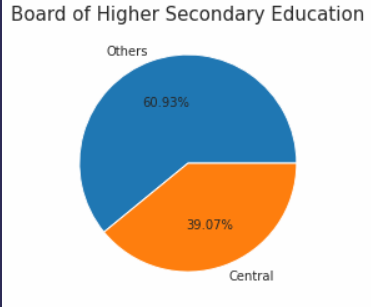 Board of Higher Secondary Education
Others
60.93%
39.07%
Central